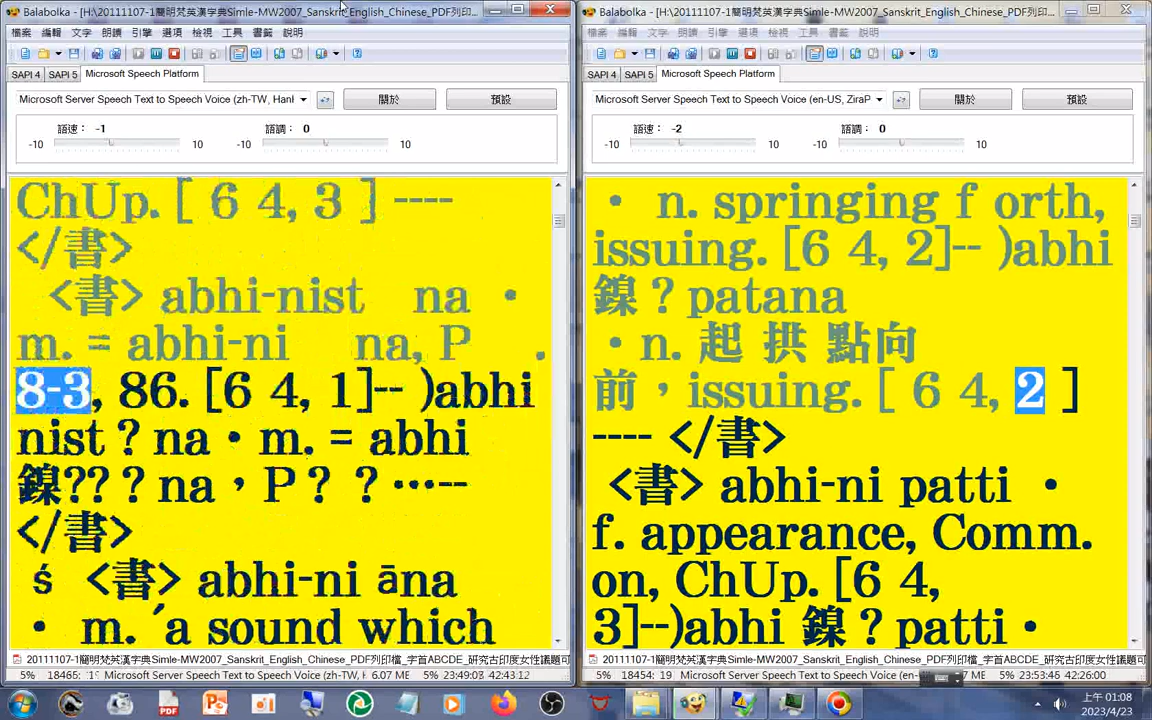 Balabolka - [H:\20111107-1簡明梵英漢字典Simle-MW2007_Sanskrit_English_Chinese_PDF列印...
檔案 編輯 文字 朗讀 引擎 選項 檢視 工具 書籤 說明
SAPI 4 SAPI 5 Microsoft Speech Platform
Microsoft Server Speech Text to Speech Voice (zh-TW, Hanl
關於
預設
語速： -1
語調： 0
-10 10 -10 10
ChUp. [ 6 4, 3 ] ----
</書>
<書> abhi-nist na •
m. = abhi-ni na, P .
8-3, 86. [6 4, 1]-- )abhi
nist ? na • m. = abhi
鎳?? ? na，P ? ? …--
</書>
ś <書> abhi-ni āna
• m. ´a sound which
20111107-1簡明梵英漢字典Simle-MW2007_Sanskrit_English_Chinese_PDF列印檔_字首ABCDE_研究古印度女性議題可
5% 18465: 19 Microsoft Server Speech Text to Speech Voice (zh-TW, H 6.07 ME 5% 23:49:03 42:43:12
Balabolka - [H:\20111107-1簡明梵英漢字典Simle-MW2007_Sanskrit_English_Chinese_PDF列印...
檔案 編輯 文字 朗讀 引擎 選項 檢視 工具 書籤 說明
SAPI 4 SAPI 5 Microsoft Speech Platform
Microsoft Server Speech Text to Speech Voice (en-US, ZiraP
關於
預設
語速： -2
語調： 0
-10 10 -10 10
• n. springing f orth,
issuing. [6 4, 2]-- )abhi
鎳 ? patana
• n. 起 拱 點向
前，issuing. [ 6 4, 2 ]
---- </書>
<書> abhi-ni patti •
f. appearance, Comm.
on, ChUp. [6 4,
3]--)abhi 鎳 ? patti •
20111107-1簡明梵英漢字典Simle-MW2007_Sanskrit_English_Chinese_PDF列印檔_字首ABCDE_研究古印度女性議題可
5% 18454: 19 Microsoft Server Speech Text to Speech Voice (en- 6.07 ME 5% 23:53:45 42:26:00
上午 01:08
2023/4/23